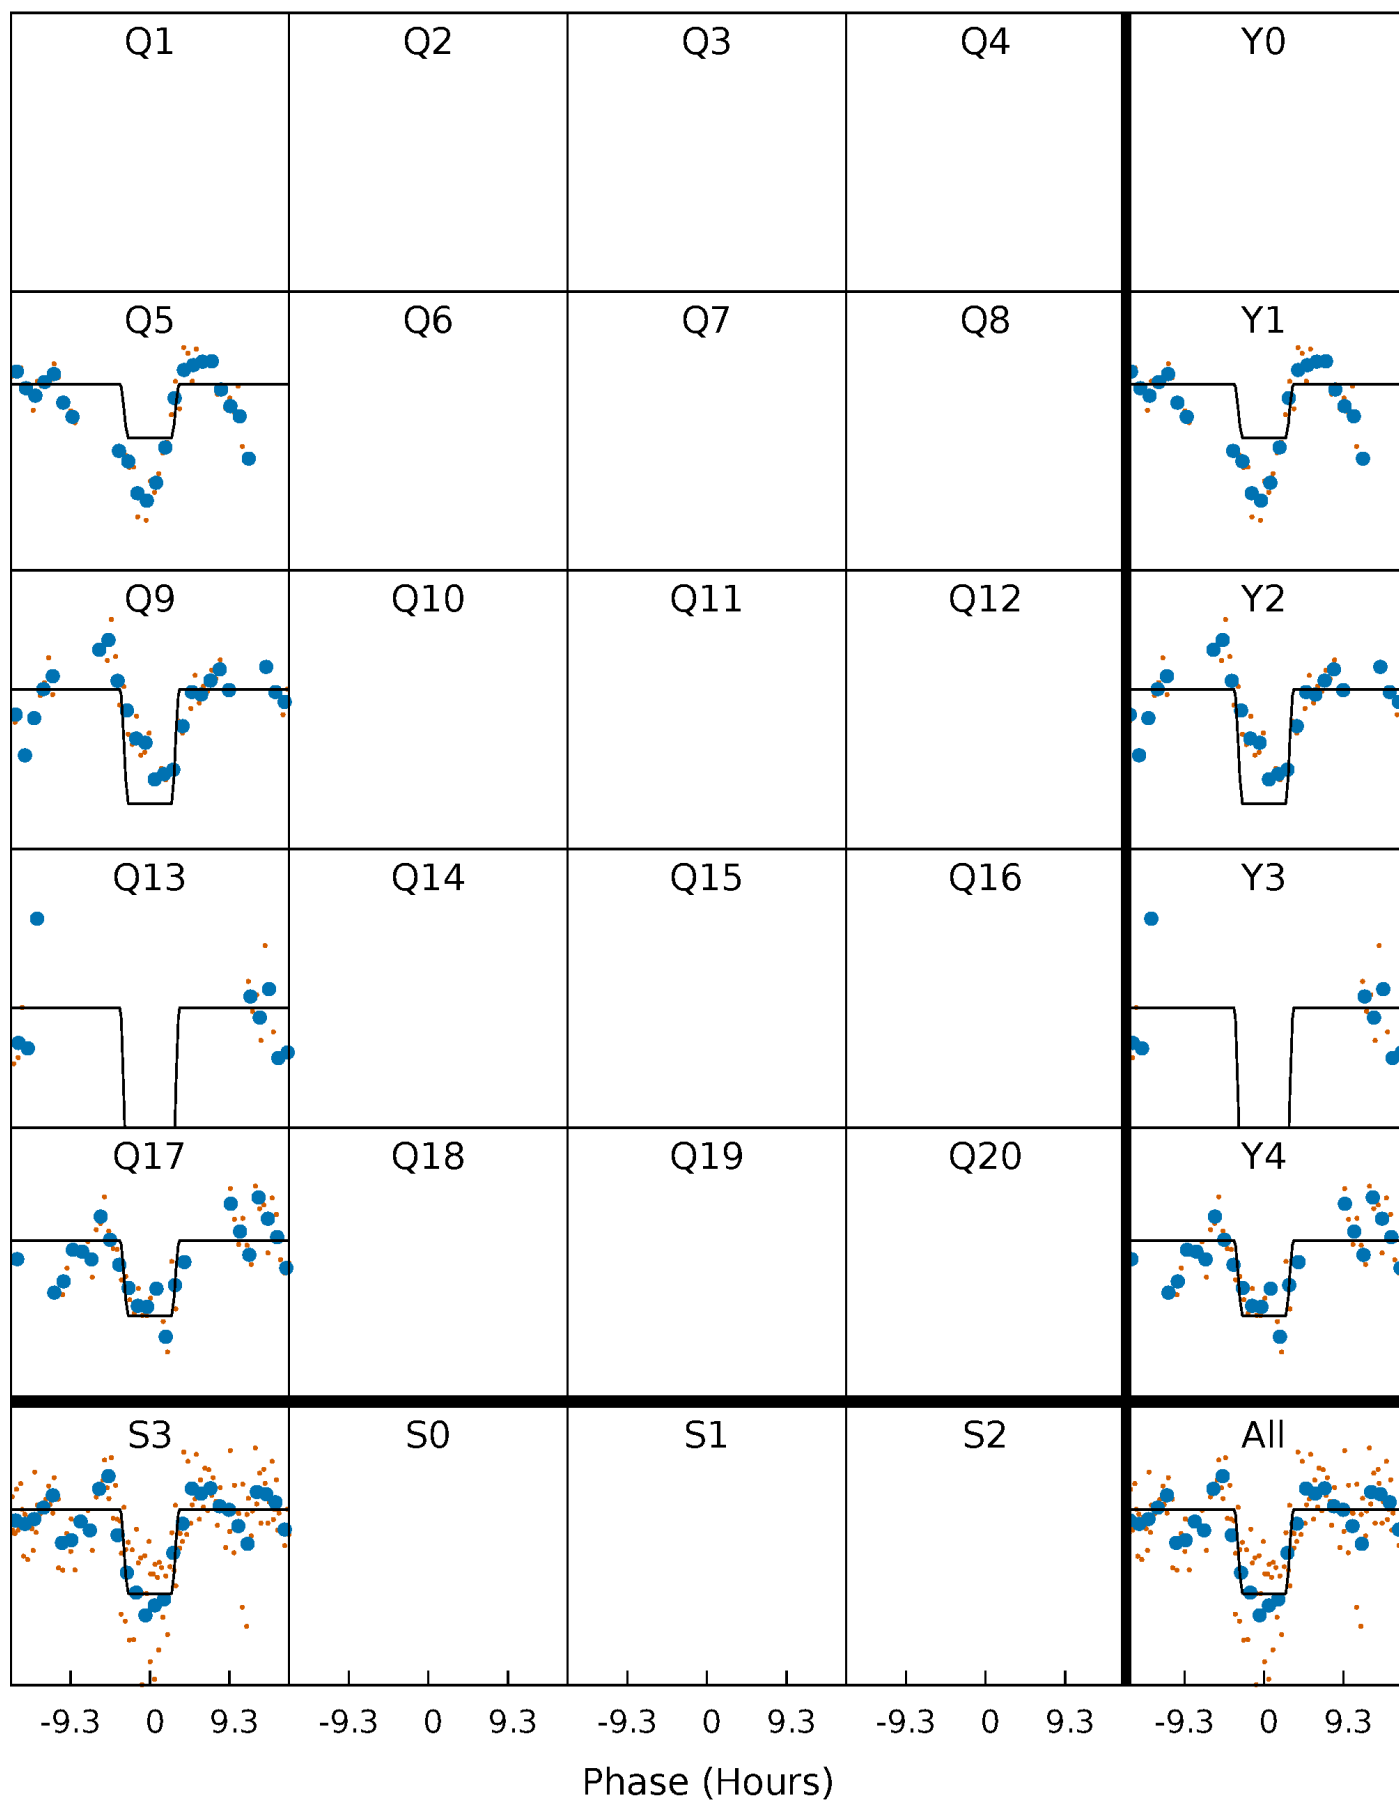 Q1 Q2 Q3 Q4 Y0
Q5 Q6 Q7 Q8 Y1
Q9 Q10 Q11 Q12 Y2
Q13 Q14 Q15 Q16 Y3
Q17 Q18 Q19 Q20 Y4
S3 S0 S1 S2 All
-9.3 0 9.3 -9.3 0 9.3 -9.3 0 9.3 -9.3 0 9.3 -9.3 0 9.3
Phase (Hours)